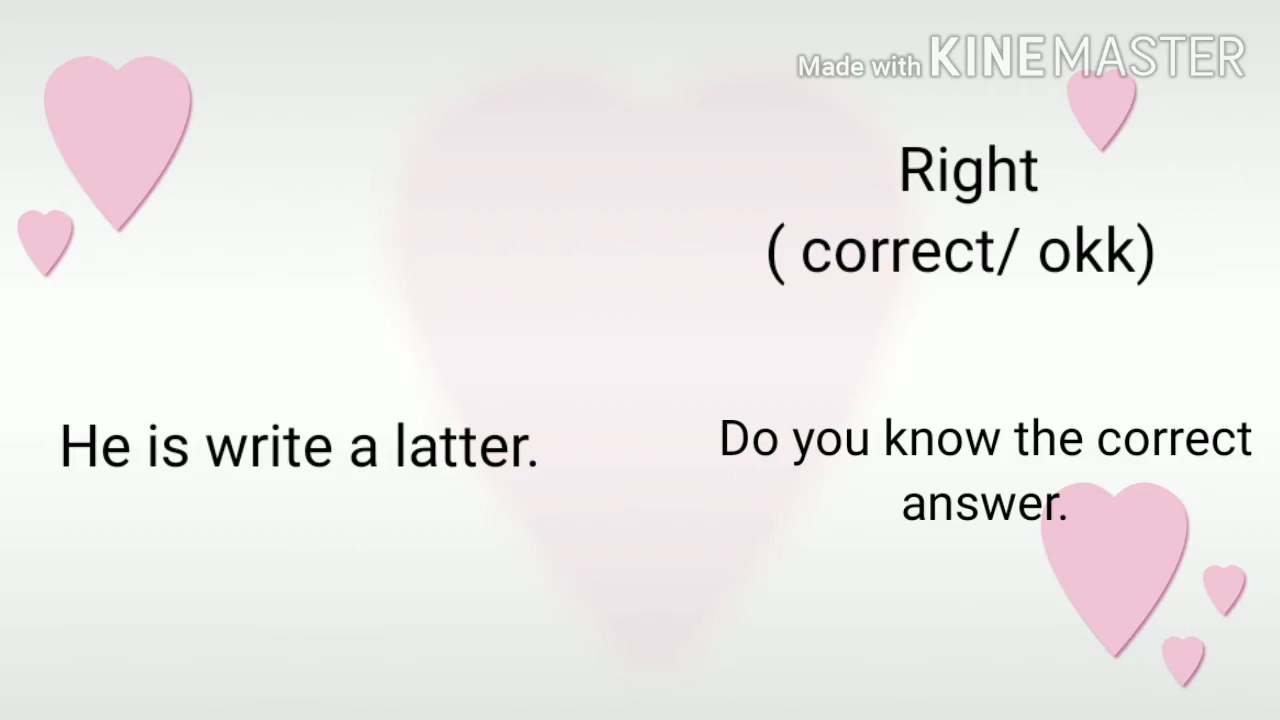 Made with KINEMASTER
Right
( correct/ okk)
He is write a latter.
Do you know the correct
answer.